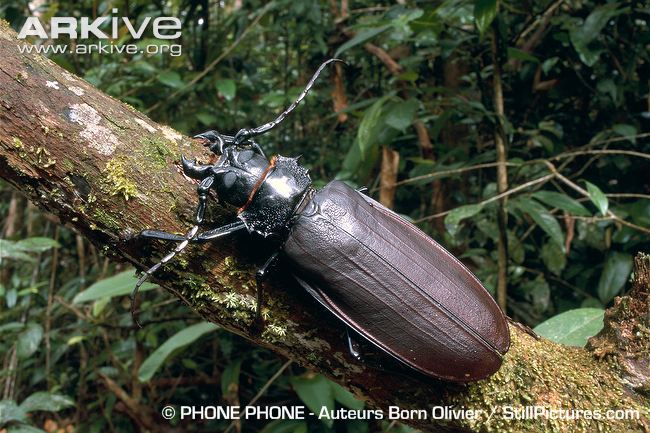 ARKIVE
www.arkive.org
© PHONE PHONE / Auteurs Born Olivier / StillPictures.com